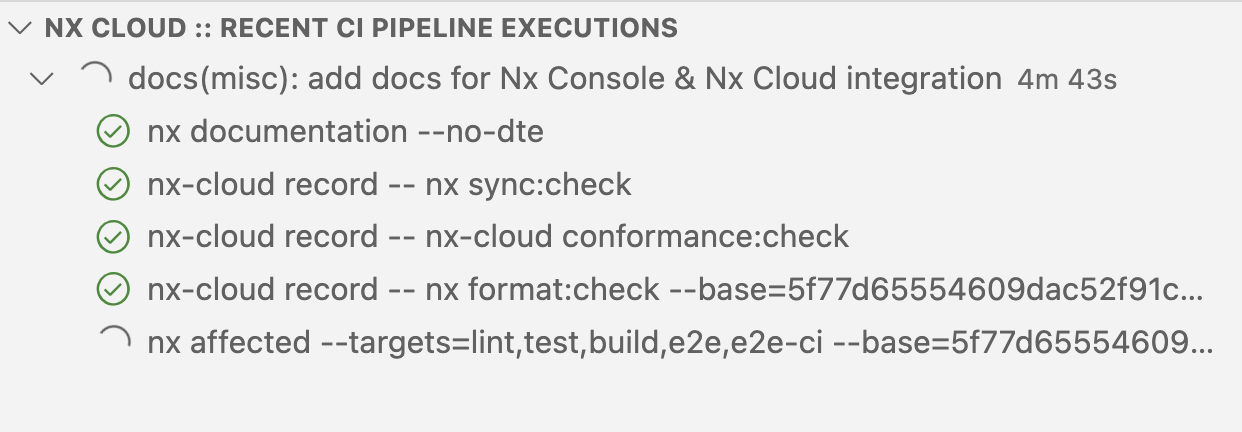 NX CLOUD :: RECENT CI PIPELINE EXECUTIONS
docs(misc): add docs for Nx Console & Nx Cloud integration 4m 43s
nx documentation --no-dte
nx-cloud record -- nx sync:check
nx-cloud record -- nx-cloud conformance:check
nx-cloud record -- nx format:check --base=5f77d65554609dac52f91c...
nx affected --targets=lint,test,build,e2e,e2e-ci --base=5f77d65554609...